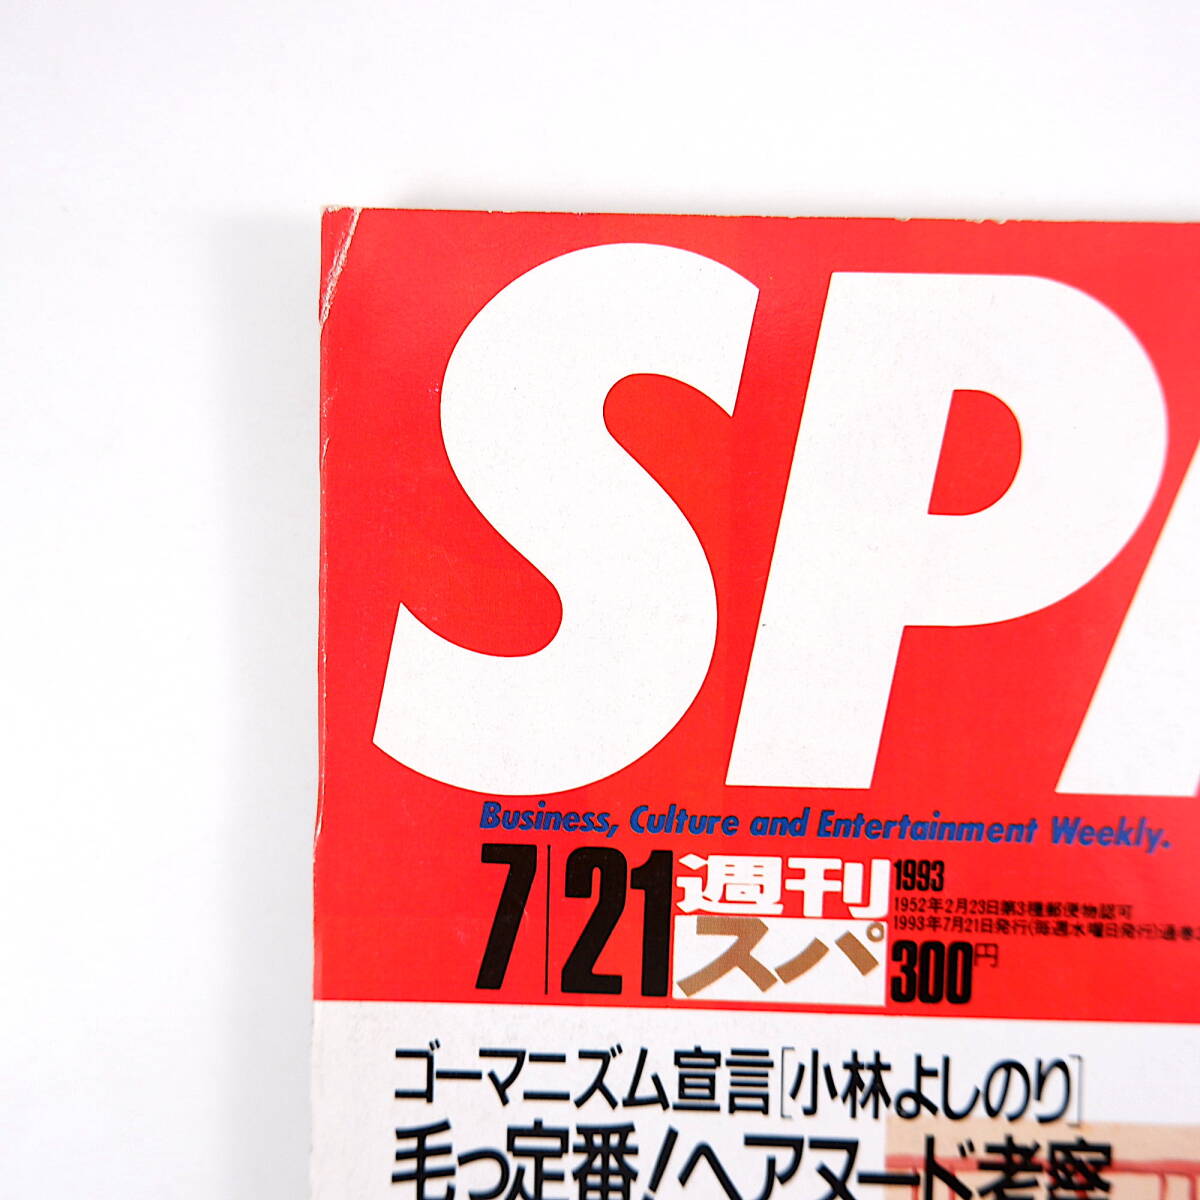 SPA
Business, Culture and Entertainment Weekly.
7/21 週刊スパ 1993
1952年2月23日第3種郵便物認可
1993年7月21日発行(毎週水曜日発行)通巻
300円
ゴーマニズム宣言[小林よしのり]
毛っ定番!ヘアヌード考察